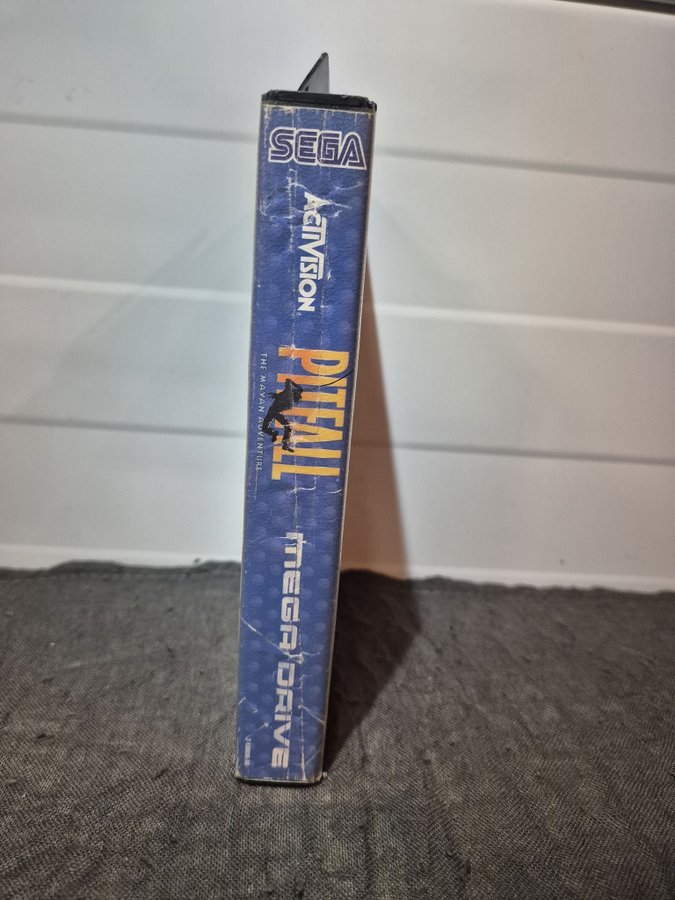 SEGA
ACTIVISION
PITFALL
THE MAYAN ADVENTURE
MEGA DRIVE